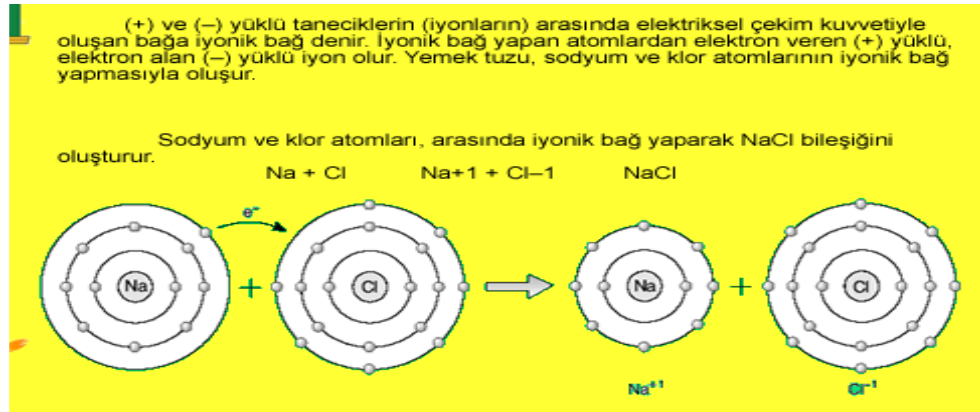 (+) ve (–) yüklü taneciklerin (iyonların) arasında elektriksel çekim kuvvetiyle
oluşan bağa iyonik bağ denir. İyonik bağ yapan atomlardan elektron veren (+) yüklü,
elektron alan (–) yüklü iyon olur. Yemek tuzu, sodyum ve klor atomlarının iyonik bağ
yapmasıyla oluşur.
Sodyum ve klor atomları, arasında iyonik bağ yaparak NaCl bileşiğini
oluşturur.
Na + Cl Na+1 + Cl–1 NaCl
e⁻
Na + Cl Na + Cl
Na⁺¹ Cl⁻¹